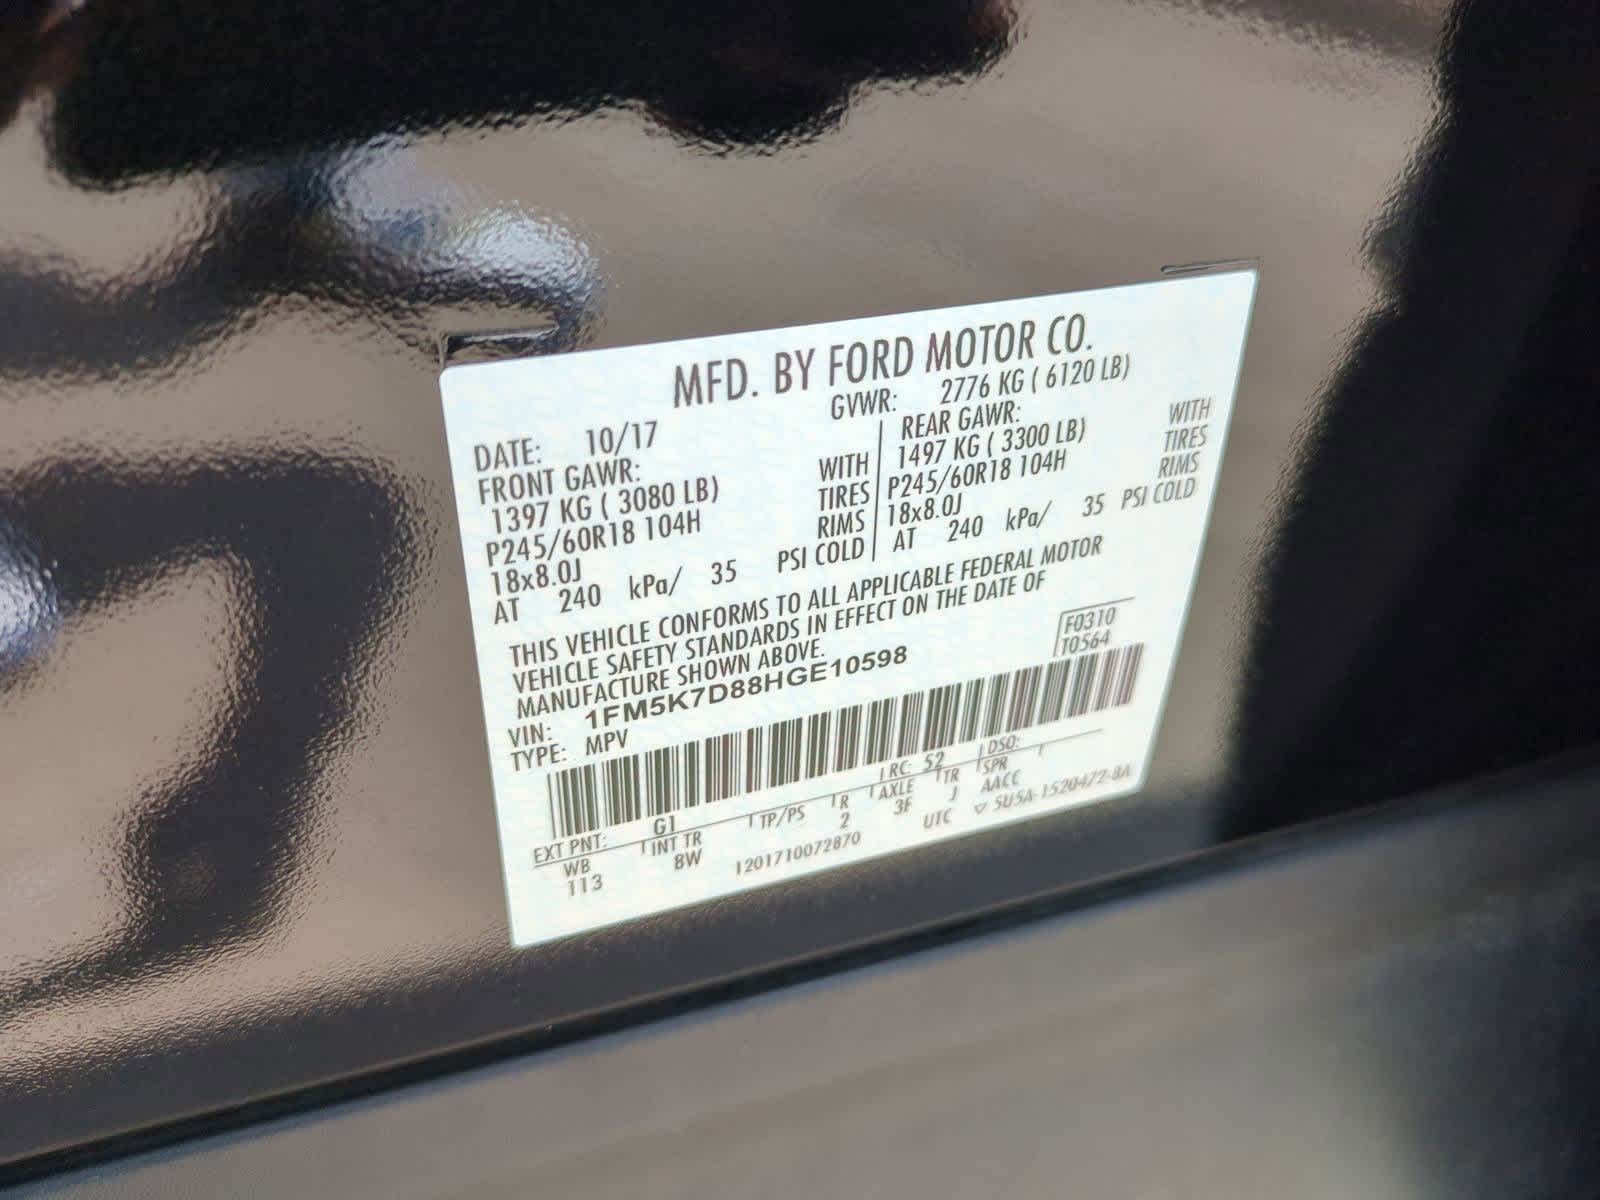 MFD. BY FORD MOTOR CO.
DATE: 10/17 GVWR: 2776 KG ( 6120 LB)
FRONT GAWR: REAR GAWR:
1397 KG ( 3080 LB) WITH 1497 KG ( 3300 LB) WITH
P245/60R18 104H TIRES P245/60R18 104H TIRES
18x8.0J RIMS 18x8.0J RIMS
AT 240 kPa/ 35 PSI COLD AT 240 kPa/ 35 PSI COLD
THIS VEHICLE CONFORMS TO ALL APPLICABLE FEDERAL MOTOR
VEHICLE SAFETY STANDARDS IN EFFECT ON THE DATE OF
MANUFACTURE SHOWN ABOVE.
VIN: 1FM5K7D88HGE10598 F0310
TYPE: MPV T0564
EXT PNT: G1 RC: 52 DSO:
WB INT TR TP/PS R AXLE TR SPR
113 8W 2 3F J AACC
1201710072870 UTC ▽ 5U5A-1520472-BA